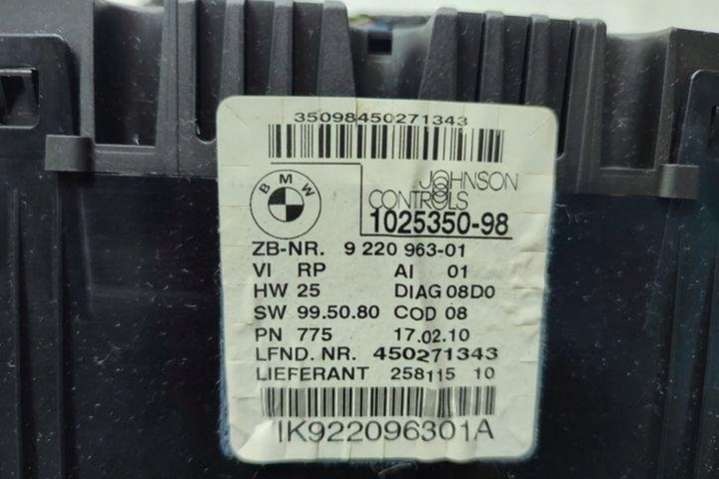 35098450271343
BMW
JOHNSON
CONTROLS
1025350-98
ZB-NR. 9 220 963-01
VI RP AI 01
HW 25 DIAG 08D0
SW 99.50.80 COD 08
PN 775 17.02.10
LFND. NR. 450271343
LIEFERANT 258115 10
IK922096301A